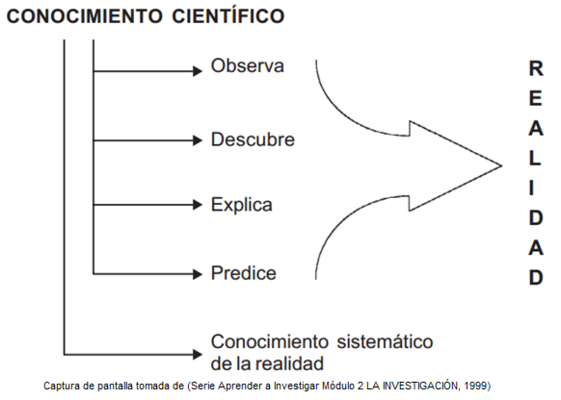 CONOCIMIENTO CIENTÍFICO
Observa
Descubre
Explica
Predice
Conocimiento sistemático
de la realidad
R
E
A
L
I
D
A
D
Captura de pantalla tomada de (Serie Aprender a Investigar Módulo 2 LA INVESTIGACIÓN, 1999)